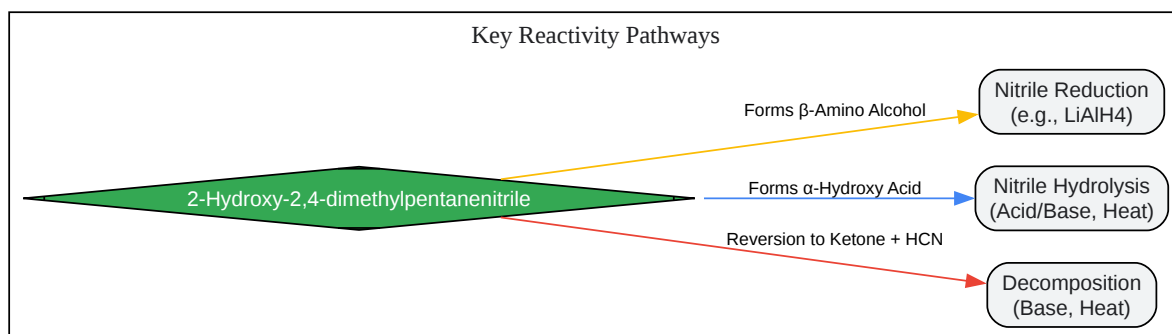 Key Reactivity Pathways
Nitrile Reduction
(e.g., LiAlH4)
Forms β-Amino Alcohol
2-Hydroxy-2,4-dimethylpentanenitrile
Forms α-Hydroxy Acid
Nitrile Hydrolysis
(Acid/Base, Heat)
Reversion to Ketone + HCN
Decomposition
(Base, Heat)